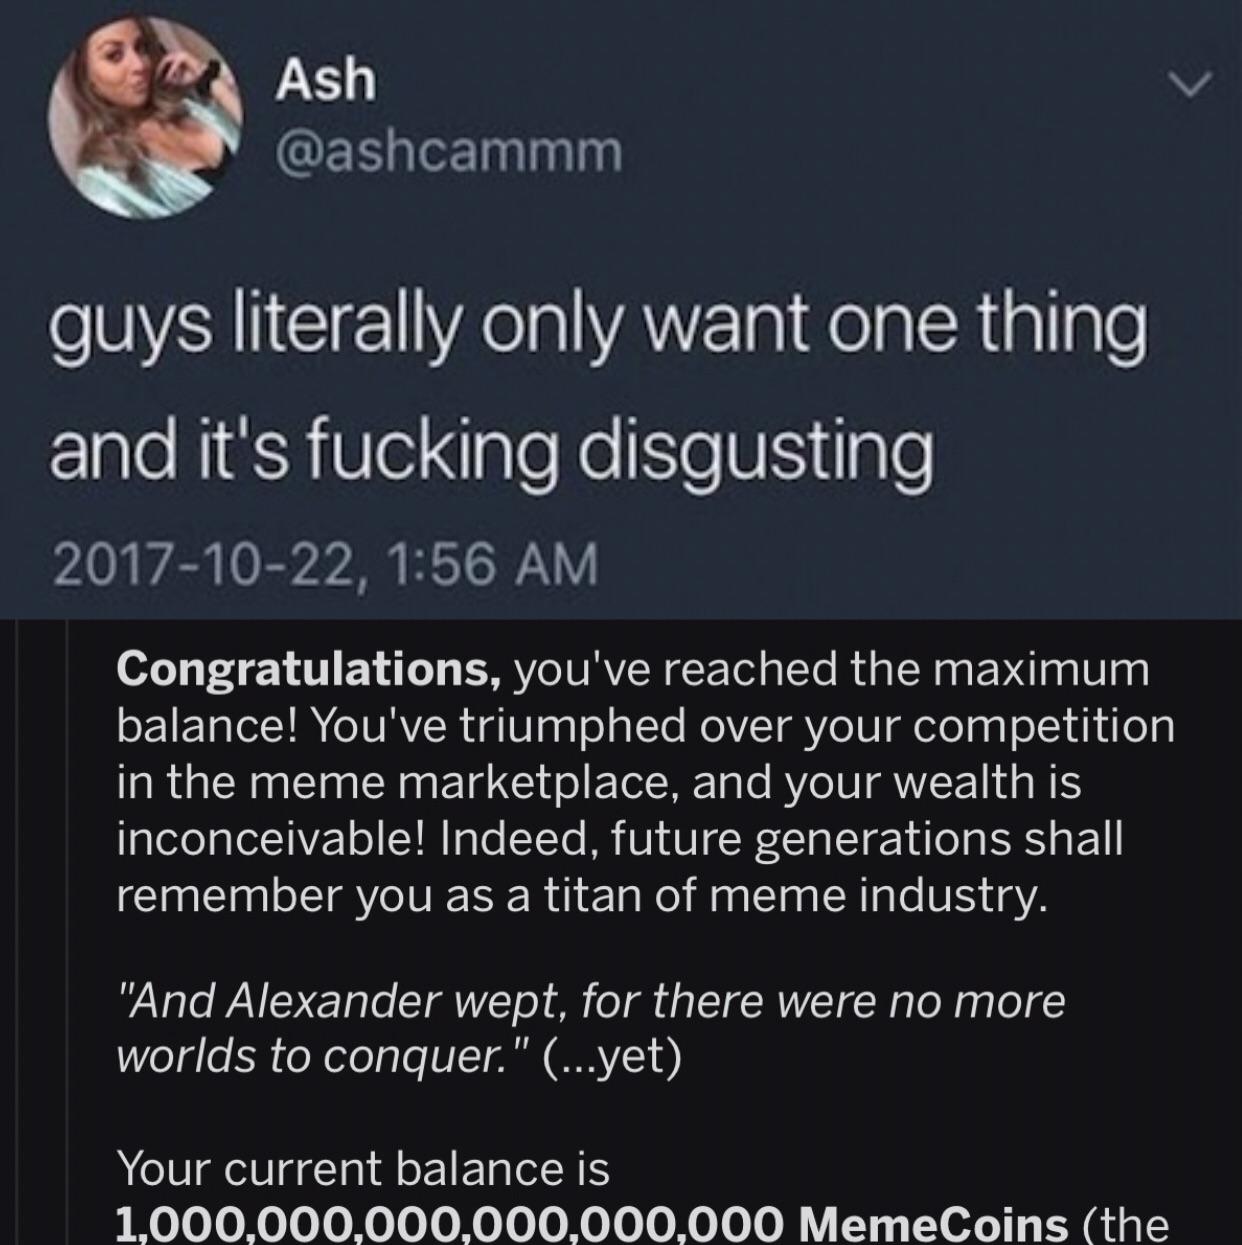 Ash
@ashcammm
guys literally only want one thing
and it's fucking disgusting
2017-10-22, 1:56 AM
Congratulations, you've reached the maximum
balance! You've triumphed over your competition
in the meme marketplace, and your wealth is
inconceivable! Indeed, future generations shall
remember you as a titan of meme industry.
"And Alexander wept, for there were no more
worlds to conquer." (...yet)
Your current balance is
1,000,000,000,000,000,000 MemeCoins (the